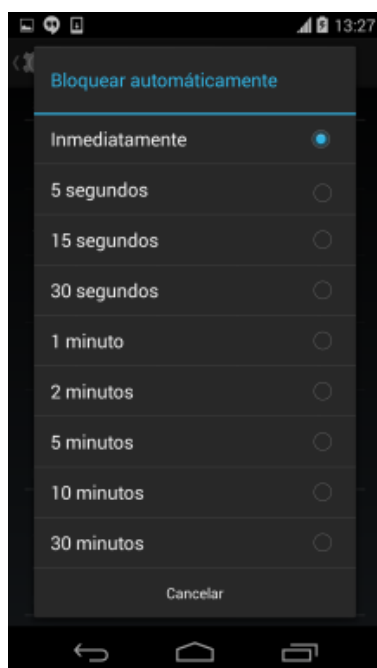 13:27
Bloquear automáticamente
Inmediatamente
5 segundos
15 segundos
30 segundos
1 minuto
2 minutos
5 minutos
10 minutos
30 minutos
Cancelar